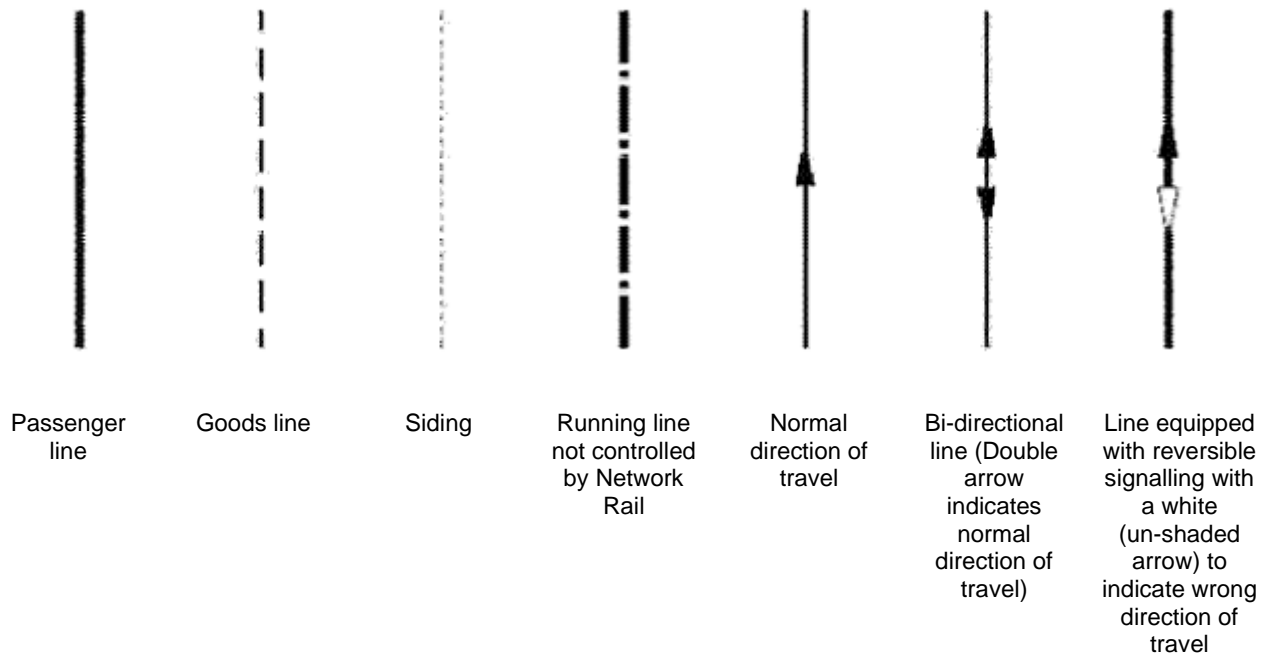 Passenger
line
Goods line
Siding
Running line
not controlled
by Network
Rail
Normal
direction of
travel
Bi-directional
line (Double
arrow
indicates
normal
direction of
travel)
Line equipped
with reversible
signalling with
a white
(un-shaded
arrow) to
indicate wrong
direction of
travel